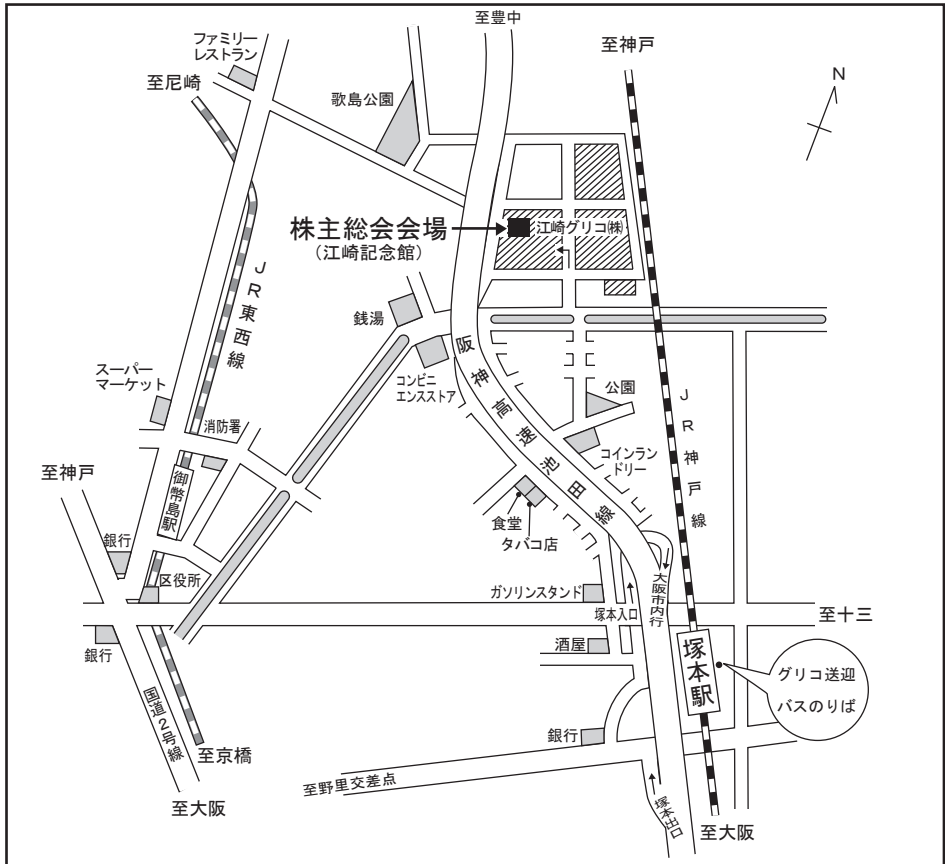 至豊中
ファミリー
レストラン
至神戸
至尼崎
歌島公園
N
株主総会会場
(江崎記念館)
江崎グリコ㈱
JR東西線
銭湯
阪神高速池田線
スーパー
マーケット
コンビニ
エンスストア
公園
JR神戸線
消防署
コインラン
ドリー
至神戸
御幣島駅
食堂
タバコ店
銀行
区役所
ガソリンスタンド
大阪市内行
塚本入口
至十三
銀行
酒屋
塚本駅
グリコ送迎
バスのりば
国道2号線
銀行
至京橋
至野里交差点
至大阪
塚本出口
至大阪